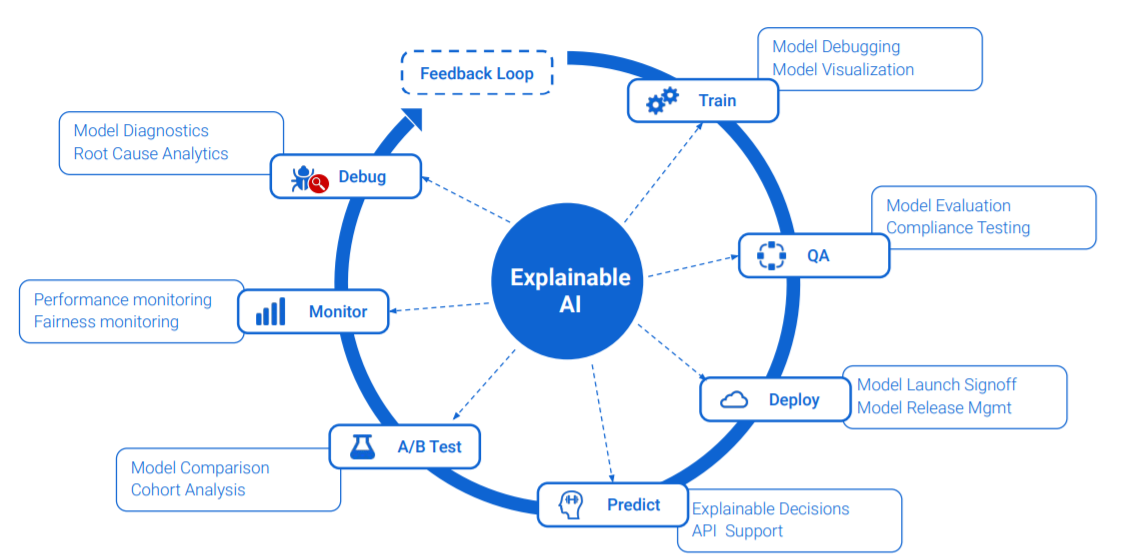 Model Debugging
Model Visualization
Feedback Loop
Train
Model Diagnostics
Root Cause Analytics
Debug
Model Evaluation
Compliance Testing
QA
Explainable
AI
Performance monitoring
Fairness monitoring
Monitor
Model Launch Signoff
Model Release Mgmt
Deploy
A/B Test
Model Comparison
Cohort Analysis
Predict
Explainable Decisions
API Support